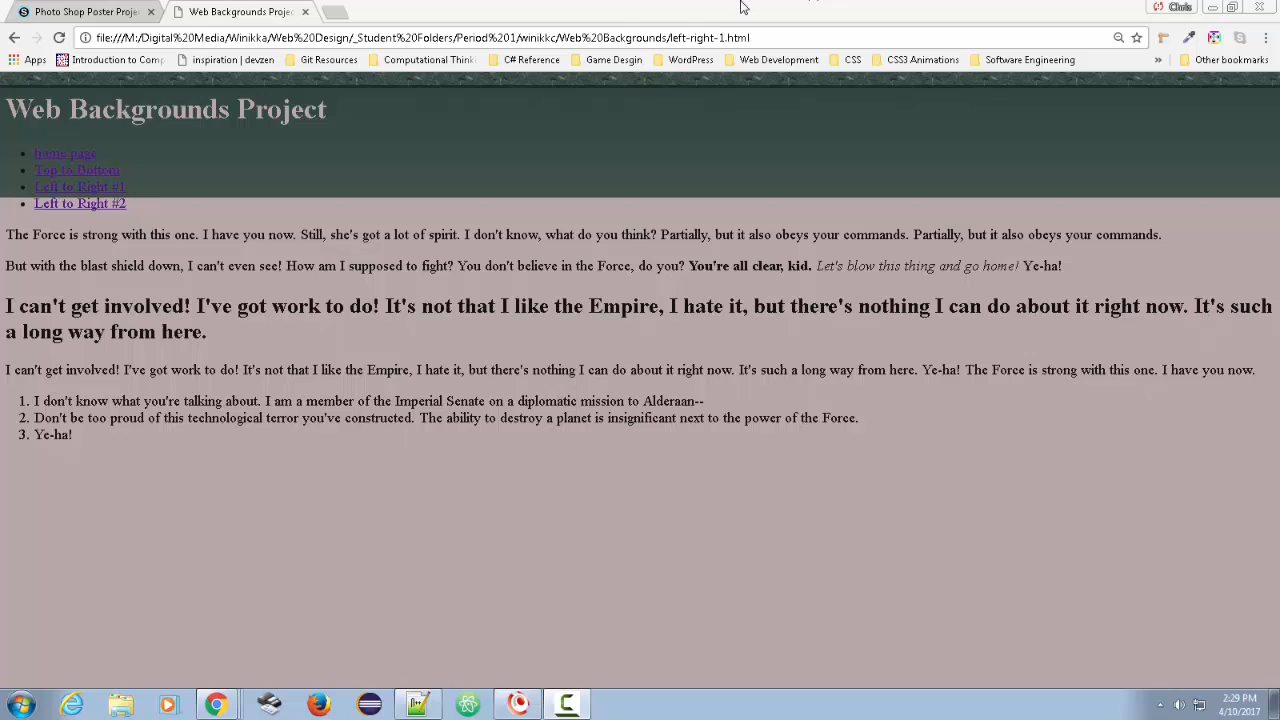 Photo Shop Poster Proje
Web Backgrounds Project
Chris
file:///M:/Digital%20Media/Winikka/Web%20Design/_Student%20Folders/Period%201/winikkc/Web%20Backgrounds/left-right-1.html
Apps
Introduction to Comp
inspiration | devzen
Git Resources
Computational Thinki
C# Reference
Game Desgin
WordPress
Web Development
CSS
CSS3 Animations
Software Engineering
»
Other bookmarks
Web Backgrounds Project
• home page
• Top to Bottom
• Left to Right #1
• Left to Right #2
The Force is strong with this one. I have you now. Still, she's got a lot of spirit. I don't know, what do you think? Partially, but it also obeys your commands. Partially, but it also obeys your commands.
But with the blast shield down, I can't even see! How am I supposed to fight? You don't believe in the Force, do you? You're all clear, kid. Let's blow this thing and go home! Ye-ha!
I can't get involved! I've got work to do! It's not that I like the Empire, I hate it, but there's nothing I can do about it right now. It's such
a long way from here.
I can't get involved! I've got work to do! It's not that I like the Empire, I hate it, but there's nothing I can do about it right now. It's such a long way from here. Ye-ha! The Force is strong with this one. I have you now.
1. I don't know what you're talking about. I am a member of the Imperial Senate on a diplomatic mission to Alderaan--
2. Don't be too proud of this technological terror you've constructed. The ability to destroy a planet is insignificant next to the power of the Force.
3. Ye-ha!
2:29 PM
4/10/2017